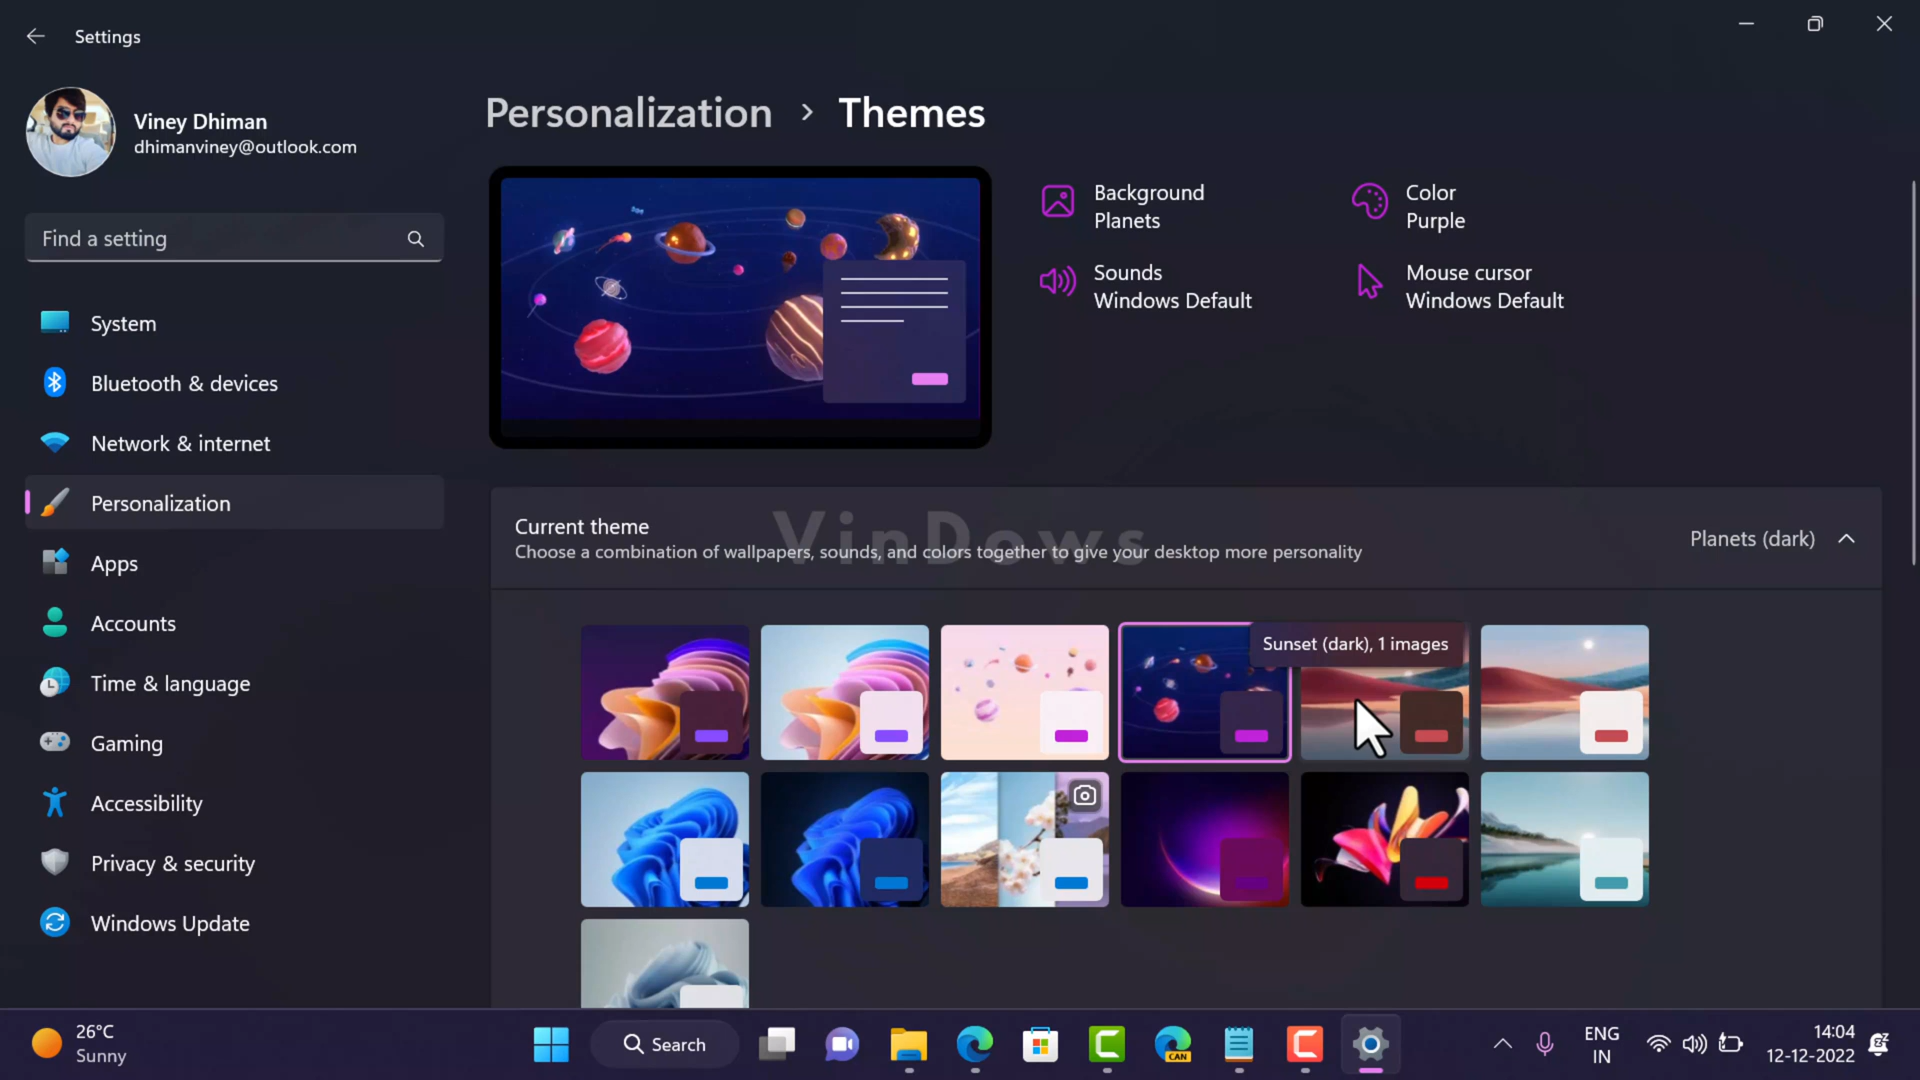 Settings
Viney Dhiman
dhimanviney@outlook.com
Find a setting
System
Bluetooth & devices
Network & internet
Personalization
Apps
Accounts
Time & language
Gaming
Accessibility
Privacy & security
Windows Update
Personalization > Themes
Background
Planets
Color
Purple
Sounds
Windows Default
Mouse cursor
Windows Default
Current theme
Choose a combination of wallpapers, sounds, and colors together to give your desktop more personality
VinDows
Planets (dark)
Sunset (dark), 1 images
26°C
Sunny
Search
CAN
ENG
IN
14:04
12-12-2022